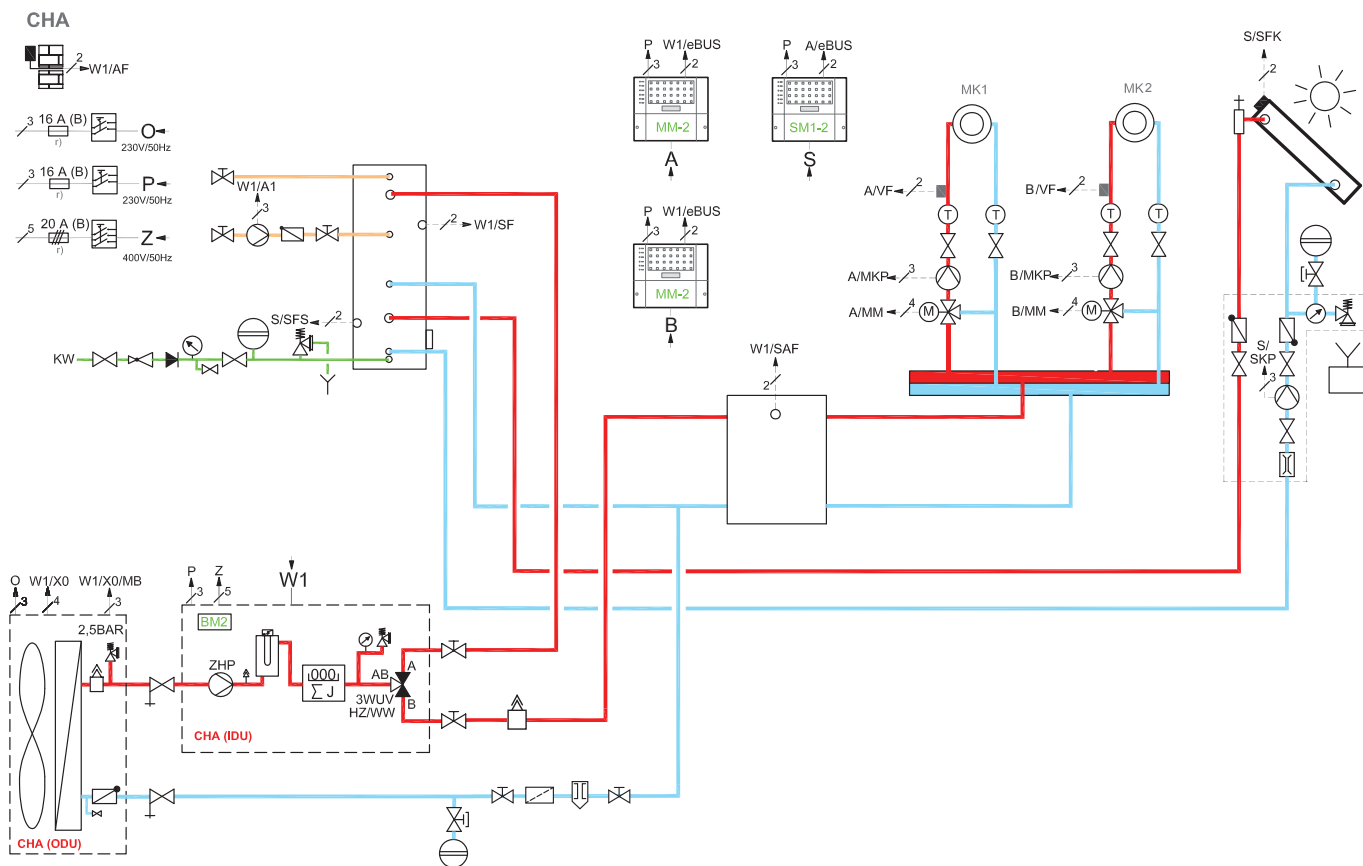 CHA
2
W1/AF
3
16 A (B)
r)
O
230V/50Hz
3
16 A (B)
r)
P
230V/50Hz
5
20 A (B)
r)
Z
400V/50Hz
W1/A1
3
2
W1/SF
S/SFS
2
KW
P
W1/eBUS
3
2
MM-2
A
P
A/eBUS
3
2
SM1-2
S
P
W1/eBUS
3
2
MM-2
B
MK1
MK2
A/VF
2
B/VF
2
T
T
T
T
A/MKP
3
B/MKP
3
A/MM
4
M
B/MM
4
M
S/SFK
2
S/
SKP
3
W1/SAF
2
O
W1/X0
W1/X0/MB
3
4
3
2,5BAR
P
Z
3
5
W1
BM2
ZHP
000
ΣJ
AB
A
B
3WUV
HZ/WW
CHA (IDU)
CHA (ODU)